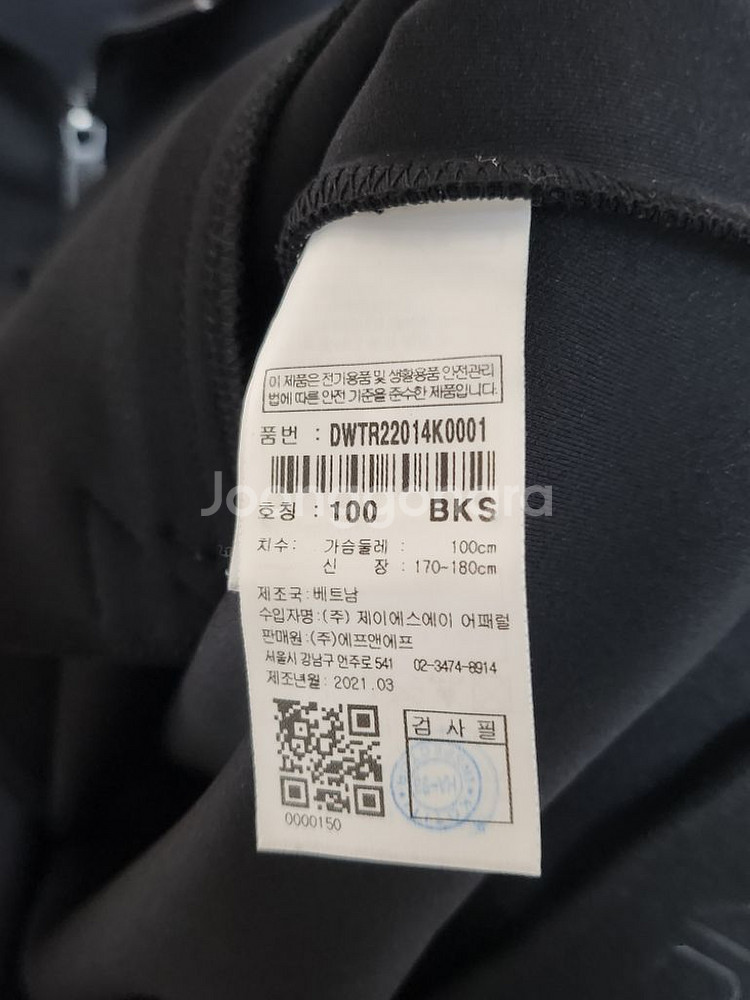 이 제품은 전기용품 및 생활용품 안전관리
법에 따른 안전 기준을 준수한 제품입니다.
품번 : DWTR22014K0001
Joonggonara
호칭 : 100 BKS
치수: 가슴둘레 : 100cm
신 장 : 170~180cm
제조국:베트남
수입자명:(주) 제이에스에이 어패럴
판매원:(주)에프앤에프
서울시 강남구 언주로 541 02-3474-8914
제조년월: 2021.03
검사필
0000150